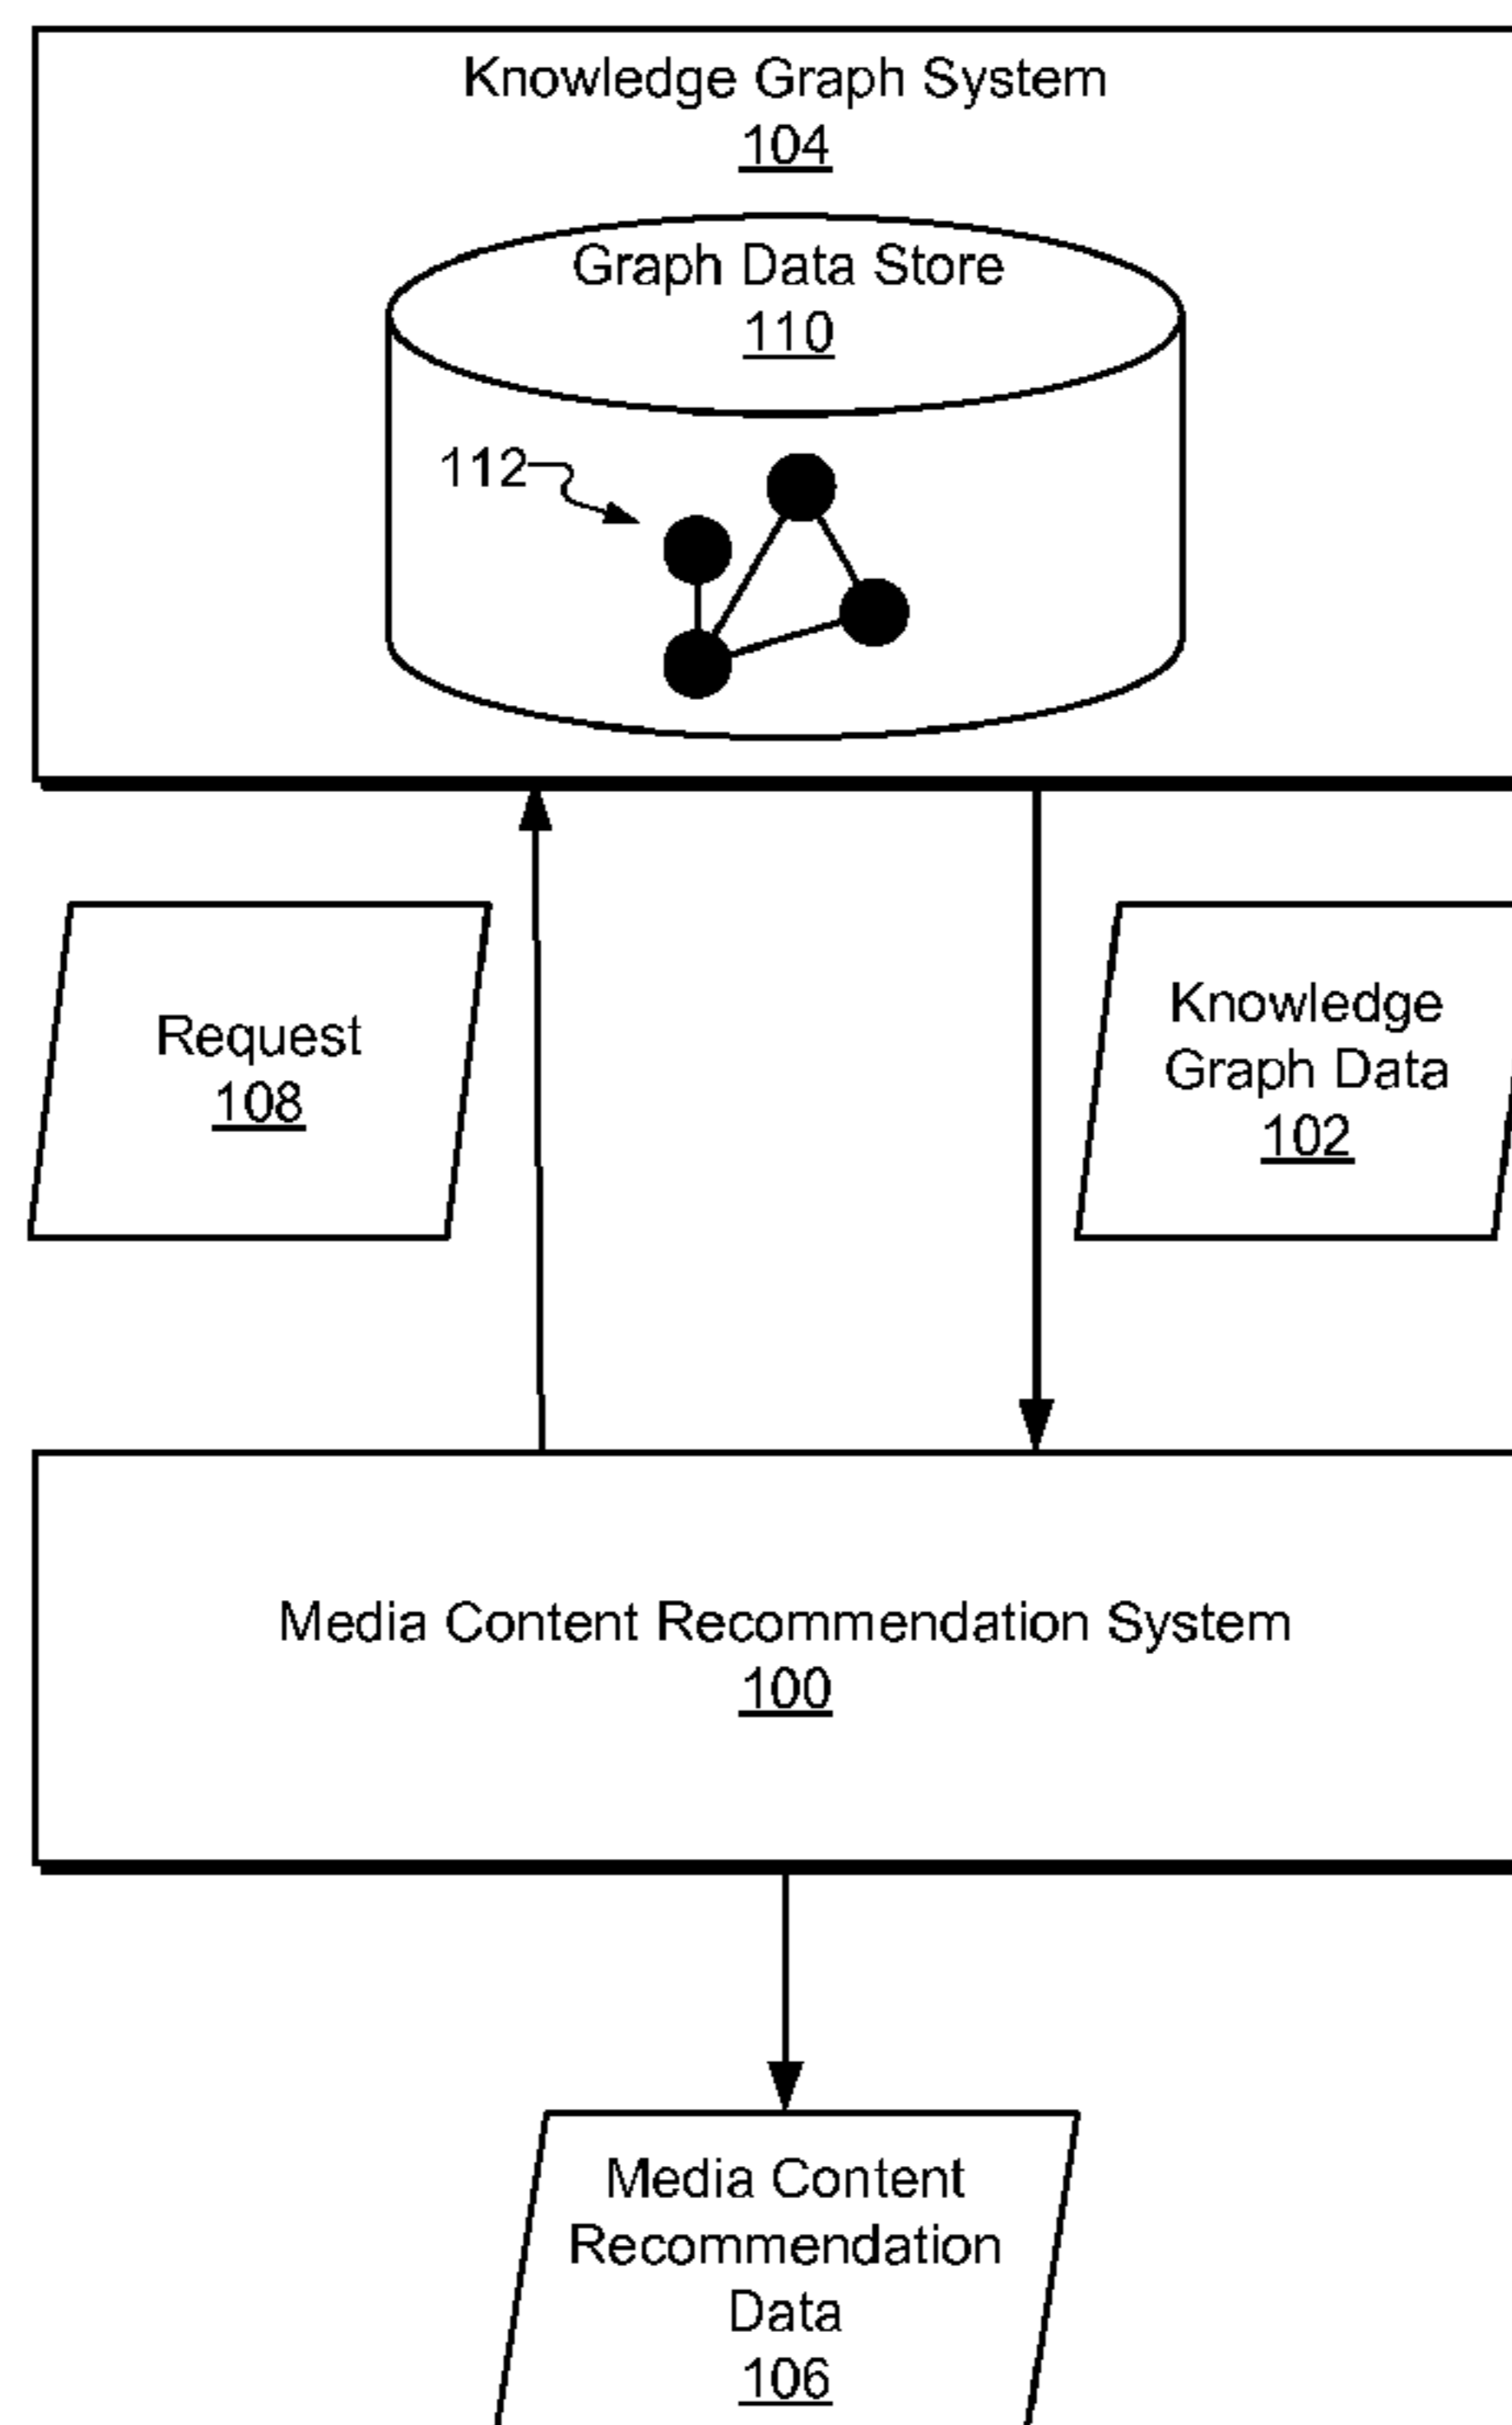 Knowledge Graph System
104
Graph Data Store
110
112
Request
108
Knowledge
Graph Data
102
Media Content Recommendation System
100
Media Content
Recommendation
Data
106